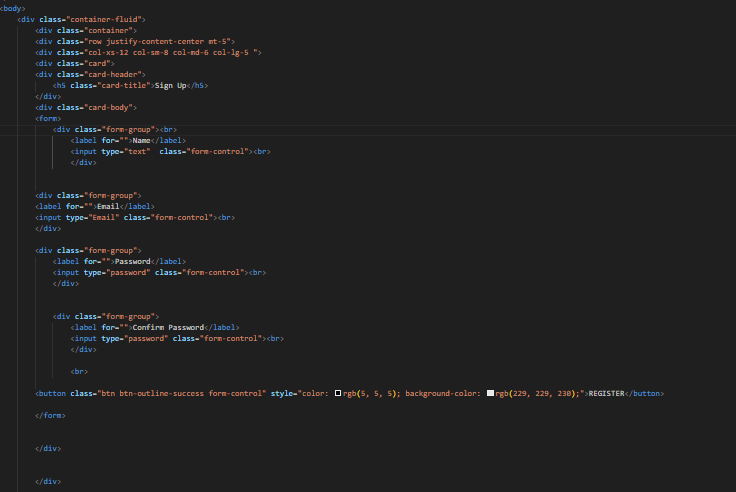 <body>
<div class="container-fluid">
<div class="container">
<div class="row justify-content-center mt-5">
<div class="col-xs-12 col-sm-8 col-md-6 col-lg-5 ">
<div class="card">
<div class="card-header">
<h5 class="card-title">Sign Up</h5>
</div>
<div class="card-body">
<form>
<div class="form-group"><br>
<label for="">Name</label>
<input type="text"  class="form-control"><br>
</div>
<div class="form-group">
<label for="">Email</label>
<input type="Email" class="form-control"><br>
</div>
<div class="form-group">
<label for="">Password</label>
<input type="password" class="form-control"><br>
</div>
<div class="form-group">
<label for="">Confirm Password</label>
<input type="password" class="form-control"><br>
</div>
<br>
<button class="btn btn-outline-success form-control" style="color: rgb(5, 5, 5); background-color: rgb(229, 229, 230);">REGISTER</button>
</form>
</div>
</div>